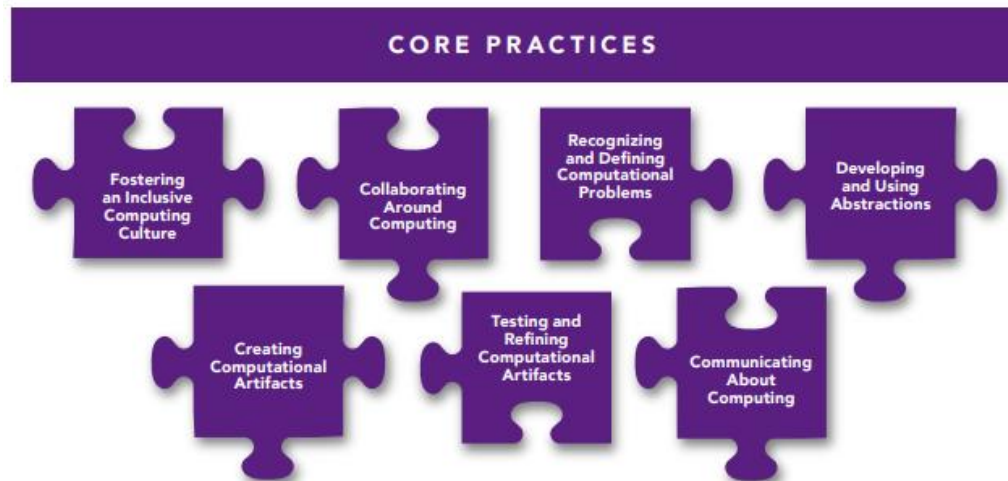 CORE PRACTICES
Fostering
an Inclusive
Computing
Culture
Collaborating
Around
Computing
Recognizing
and Defining
Computational
Problems
Developing
and Using
Abstractions
Creating
Computational
Artifacts
Testing and
Refining
Computational
Artifacts
Communicating
About
Computing